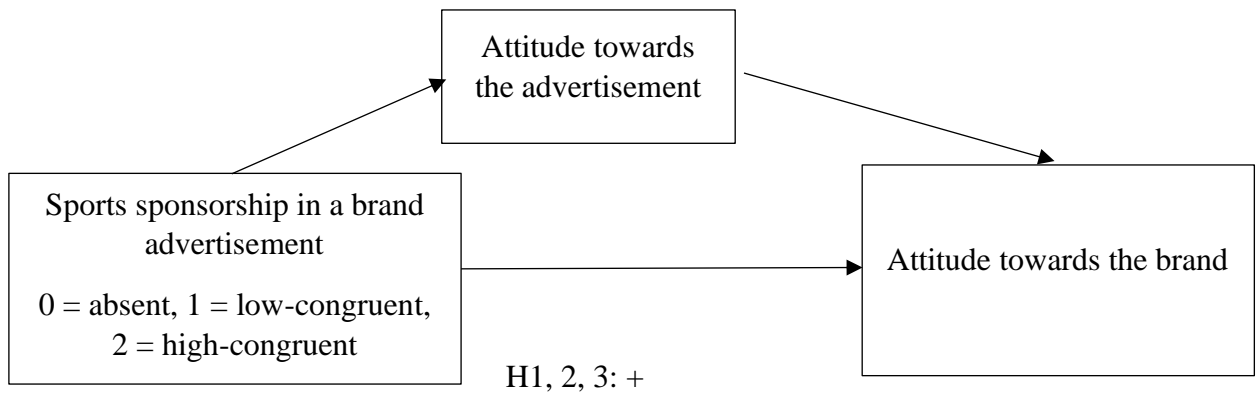 Attitude towards
the advertisement
Sports sponsorship in a brand
advertisement
0 = absent, 1 = low-congruent,
2 = high-congruent
Attitude towards the brand
H1, 2, 3: +